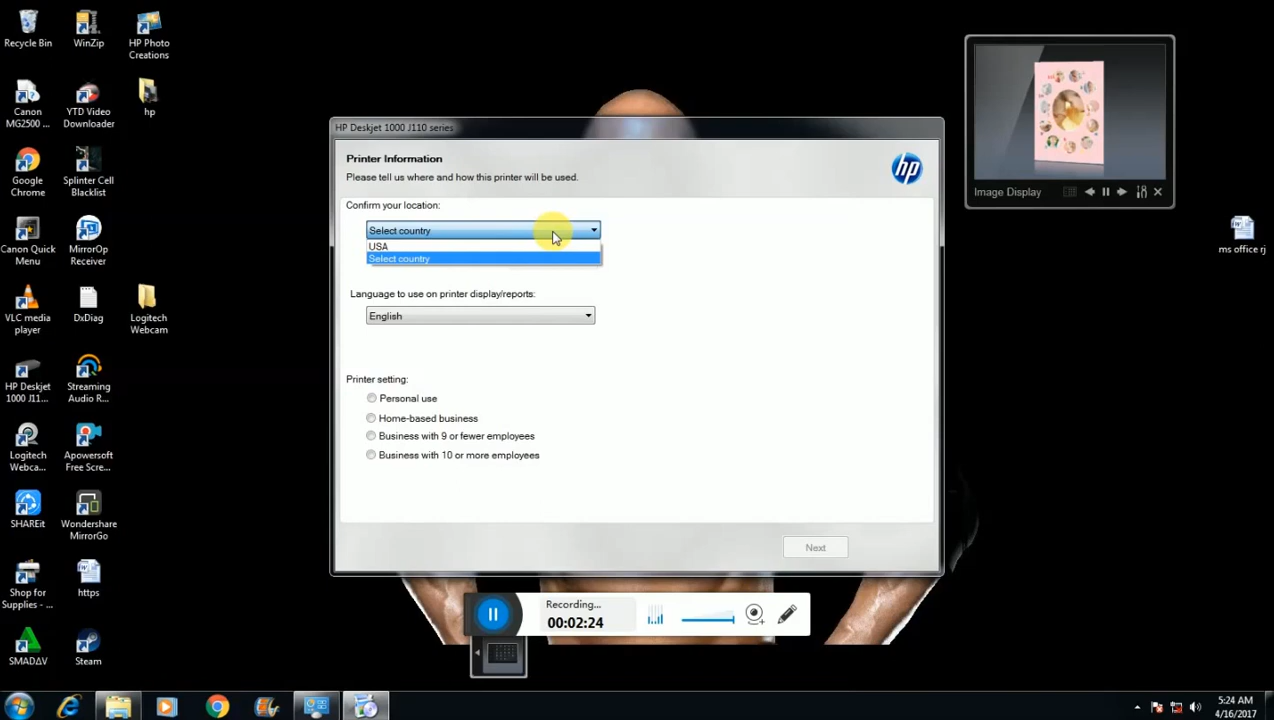 Recycle Bin
WinZip
HP Photo
Creations
Canon
MG2500 ...
YTD Video
Downloader
hp
Google
Chrome
Splinter Cell
Blacklist
Canon Quick
Menu
MirrorOp
Receiver
VLC media
player
DxDiag
Logitech
Webcam
HP Deskjet
1000 J11...
Streaming
Audio R...
Logitech
Webca...
Apowersoft
Free Scre...
SHAREit
Wondershare
MirrorGo
Shop for
Supplies - ...
https
SMADΔV
Steam
HP Deskjet 1000 J110 series
Printer Information
Please tell us where and how this printer will be used.
hp
Confirm your location:
Select country
USA
Select country
Language to use on printer display/reports:
English
Printer setting:
Personal use
Home-based business
Business with 9 or fewer employees
Business with 10 or more employees
Next
Recording...
00:02:24
Image Display
ms office rj
5:24 AM
4/16/2017